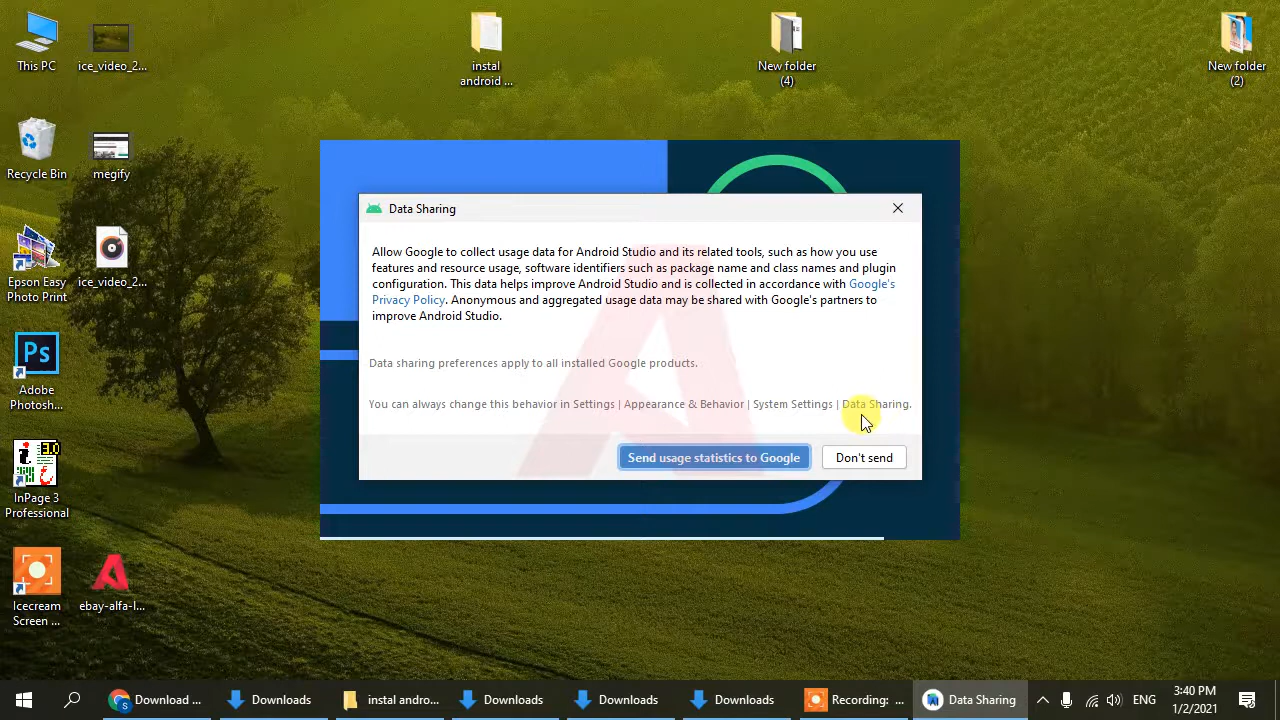 This PC
ice_video_2...
instal
android ...
New folder
(4)
New folder
(2)
Recycle Bin
megify
Epson Easy
Photo Print
ice_video_2...
Ps
Adobe
Photosh...
i 3.0
InPage 3
Professional
Icecream
Screen ...
ebay-alfa-l...
Data Sharing
Allow Google to collect usage data for Android Studio and its related tools, such as how you use
features and resource usage, software identifiers such as package name and class names and plugin
configuration. This data helps improve Android Studio and is collected in accordance with Google's
Privacy Policy. Anonymous and aggregated usage data may be shared with Google's partners to
improve Android Studio.
Data sharing preferences apply to all installed Google products.
You can always change this behavior in Settings | Appearance & Behavior | System Settings | Data Sharing.
Send usage statistics to Google
Don't send
Download ...
Downloads
instal andro...
Downloads
Downloads
Downloads
Recording: ...
Data Sharing
ENG
3:40 PM
1/2/2021